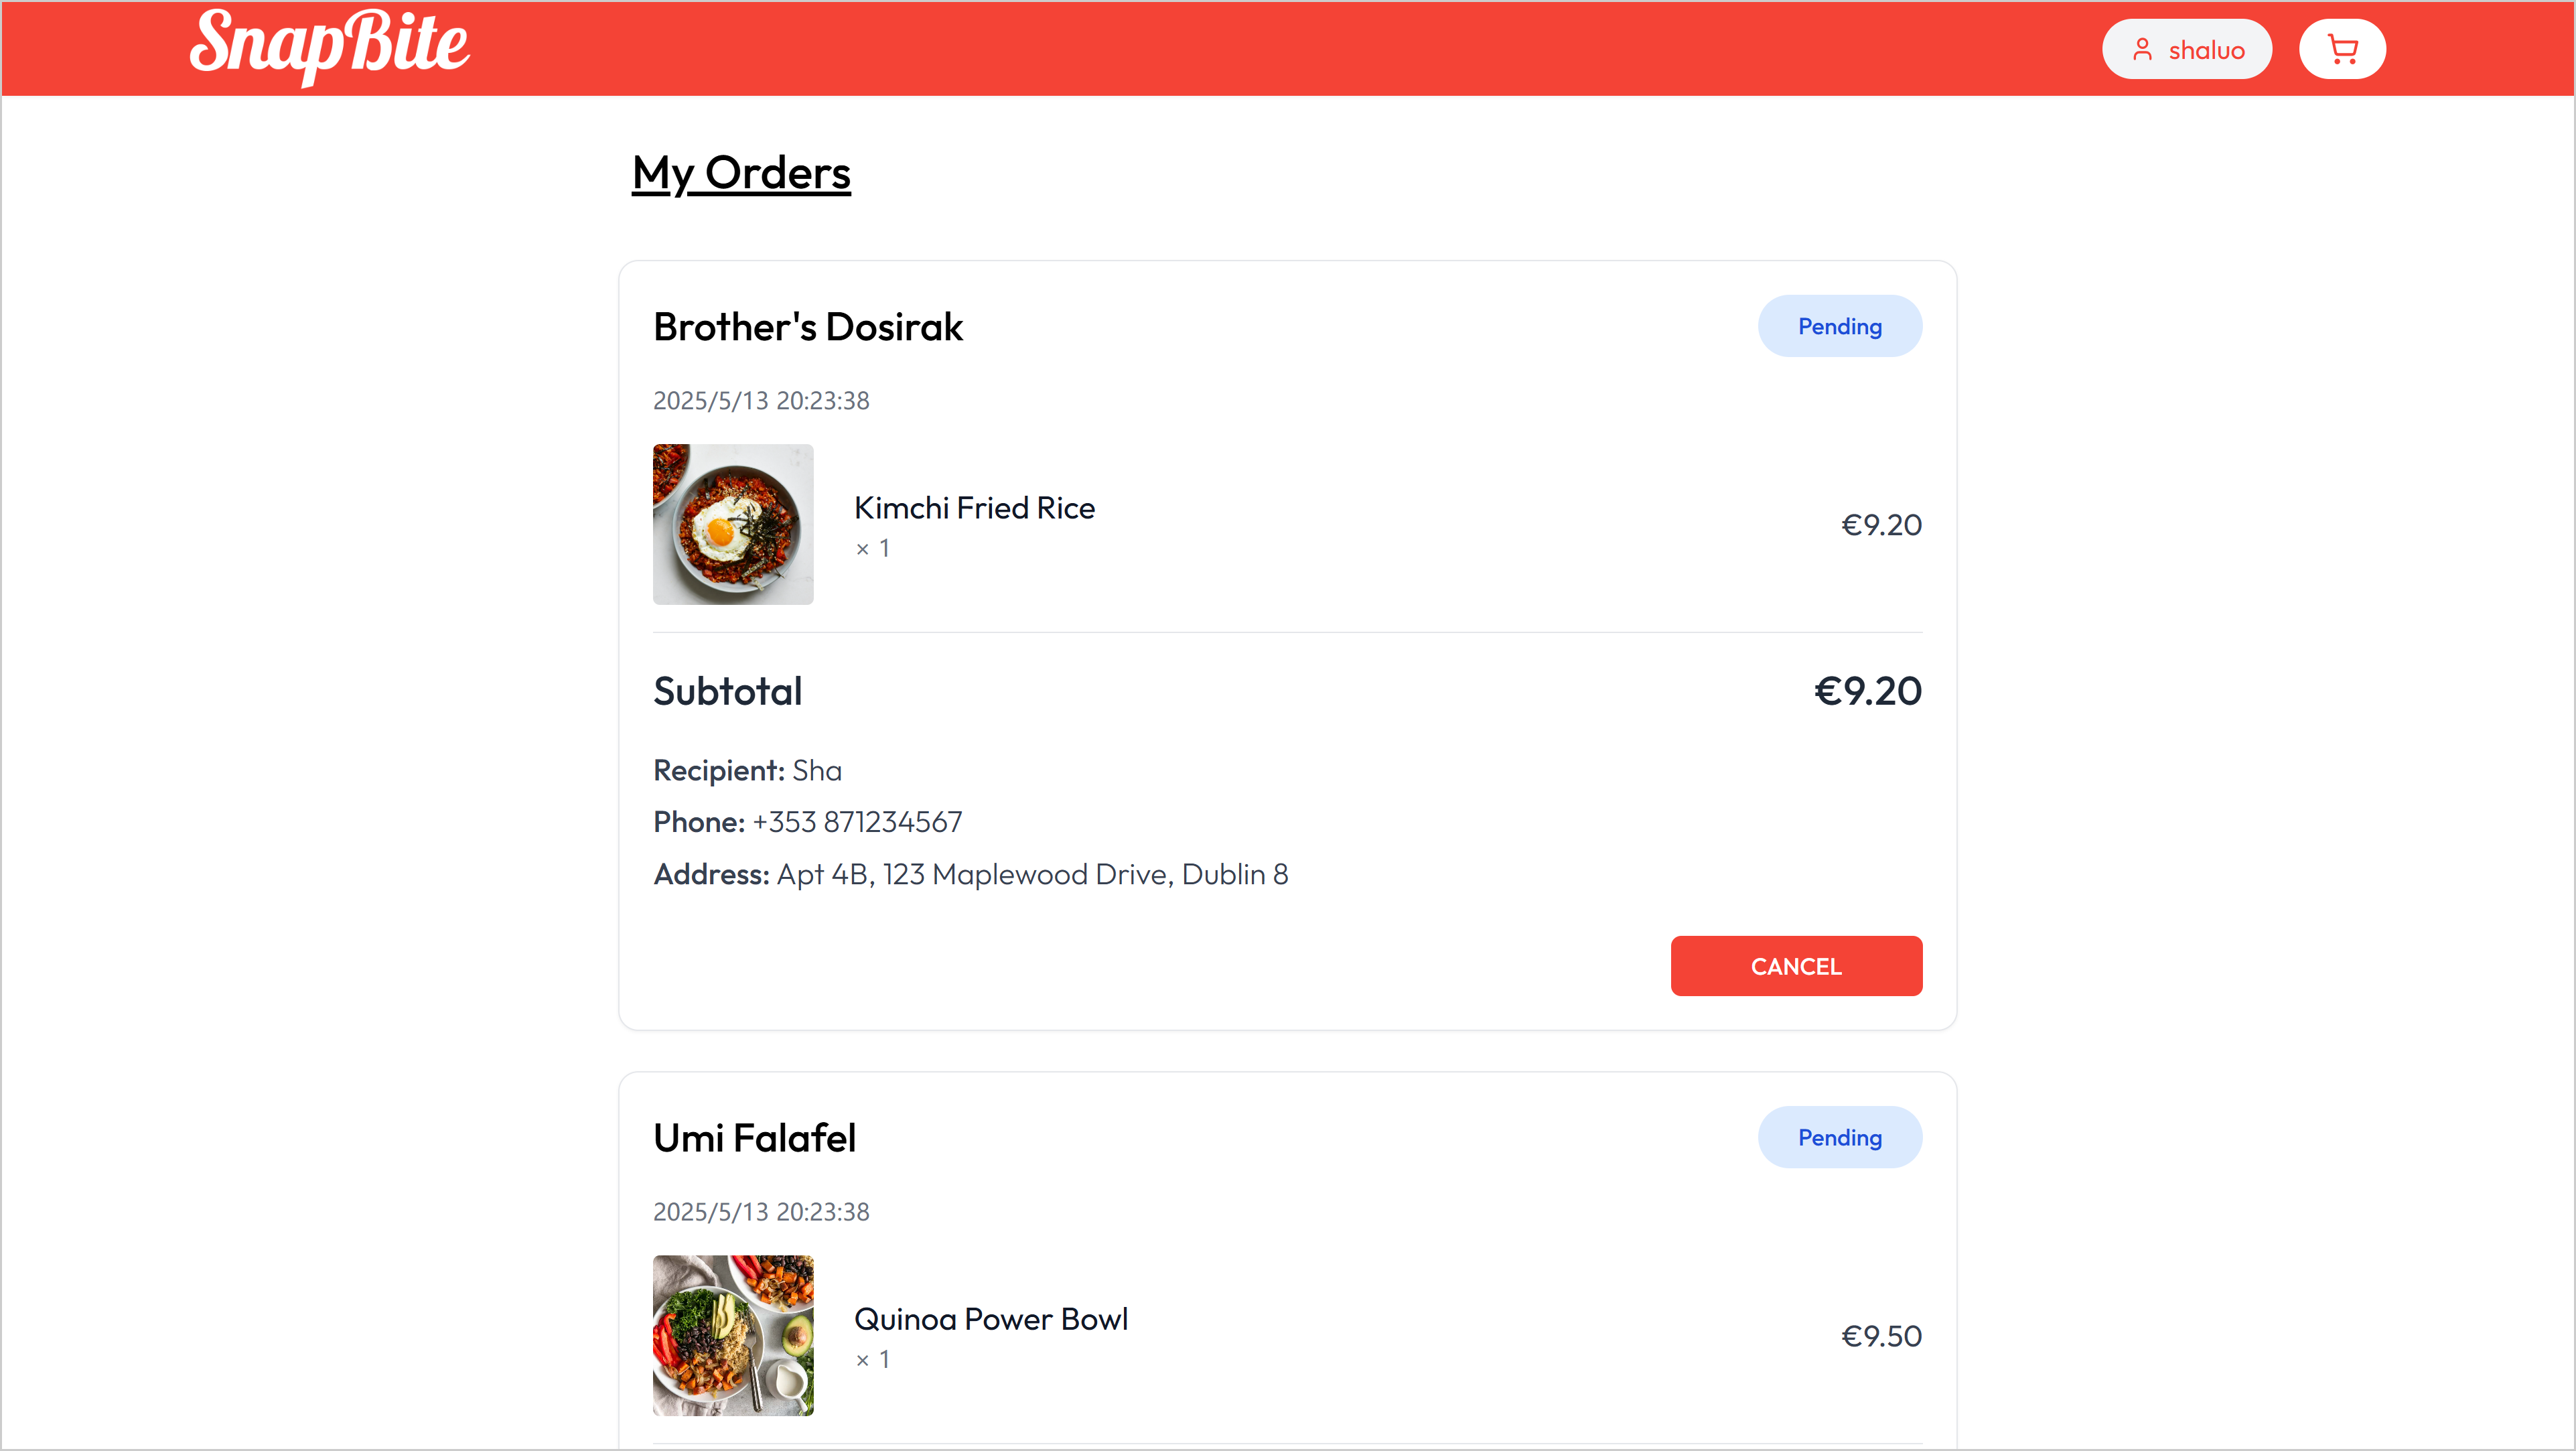 SnapBite
shaluo
My Orders
Brother's Dosirak
Pending
2025/5/13 20:23:38
Kimchi Fried Rice
€9.20
× 1
Subtotal
€9.20
Recipient: Sha
Phone: +353 871234567
Address: Apt 4B, 123 Maplewood Drive, Dublin 8
CANCEL
Umi Falafel
Pending
2025/5/13 20:23:38
Quinoa Power Bowl
€9.50
× 1